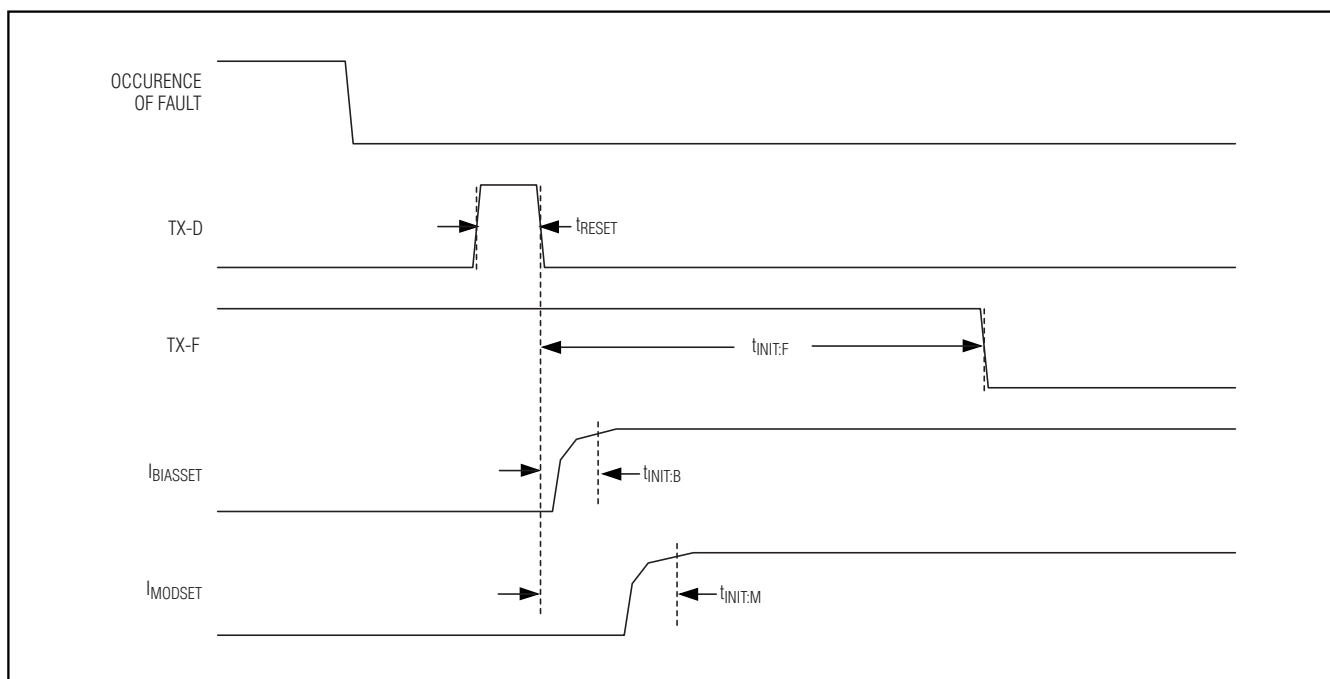 OCCURENCE
OF FAULT
TX-D
tRESET
TX-F
tINIT:F
IBIASSET
tINIT:B
IMODSET
tINIT:M